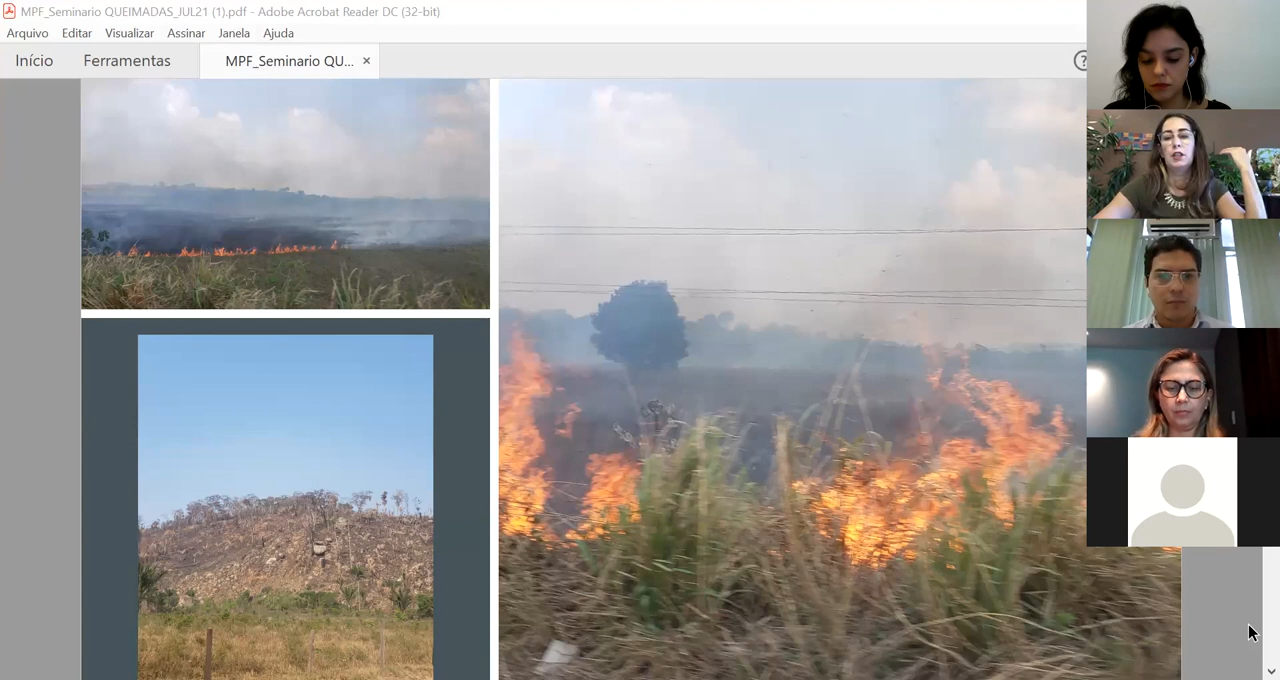 MPF_Seminario QUEIMADAS_JUL21 (1).pdf - Adobe Acrobat Reader DC (32-bit)
Arquivo Editar Visualizar Assinar Janela Ajuda
Início Ferramentas MPF_Seminario QU... × ?